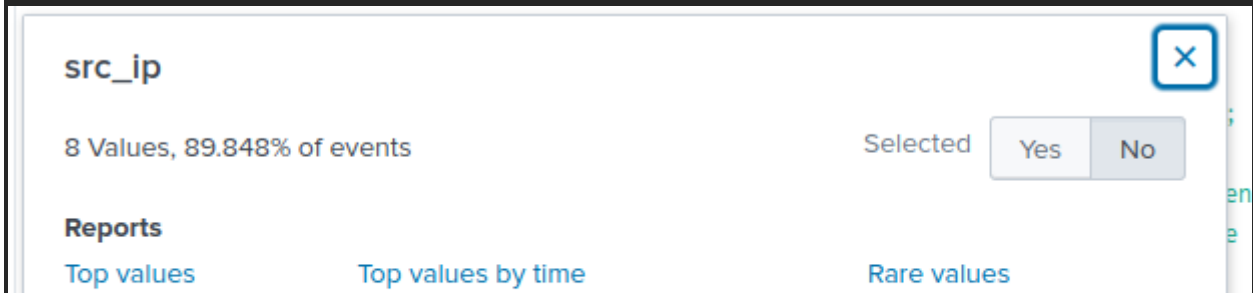 src_ip
8 Values, 89.848% of events
Selected Yes No
;
en
Reports
e
Top values Top values by time Rare values